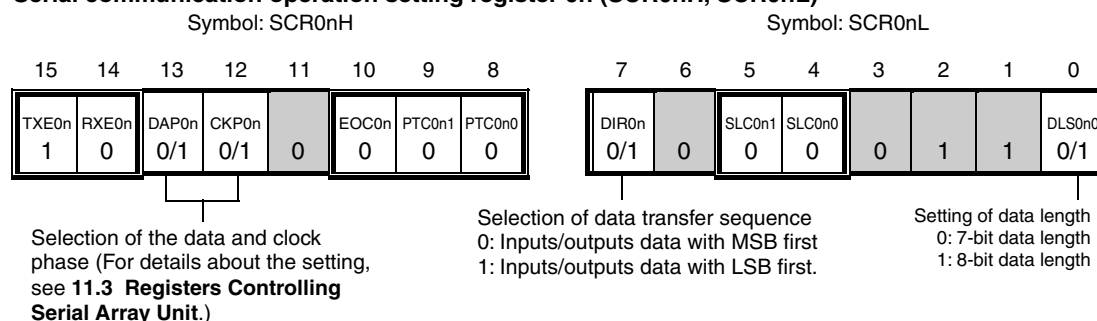 Serial communication operation setting register 0n (SCR0nH, SCR0nL)
Symbol: SCR0nH Symbol: SCR0nL
15 14 13 12 11 10 9 8 7 6 5 4 3 2 1 0
TXE0n RXE0n DAP0n CKP0n EOC0n PTC0n1 PTC0n0 DIR0n SLC0n1 SLC0n0 DLS0n0
1 0 0/1 0/1 0 0 0 0 0/1 0 0 0 0 1 1 0/1
Selection of the data and clock
phase (For details about the setting,
see 11.3 Registers Controlling
Serial Array Unit.)
Selection of data transfer sequence
0: Inputs/outputs data with MSB first
1: Inputs/outputs data with LSB first.
Setting of data length
0: 7-bit data length
1: 8-bit data length